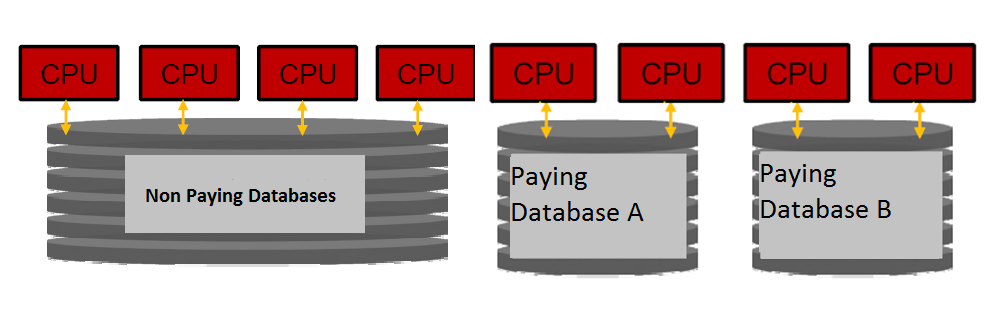 CPU CPU CPU CPU CPU CPU CPU CPU
Non Paying Databases
Paying
Database A
Paying
Database B